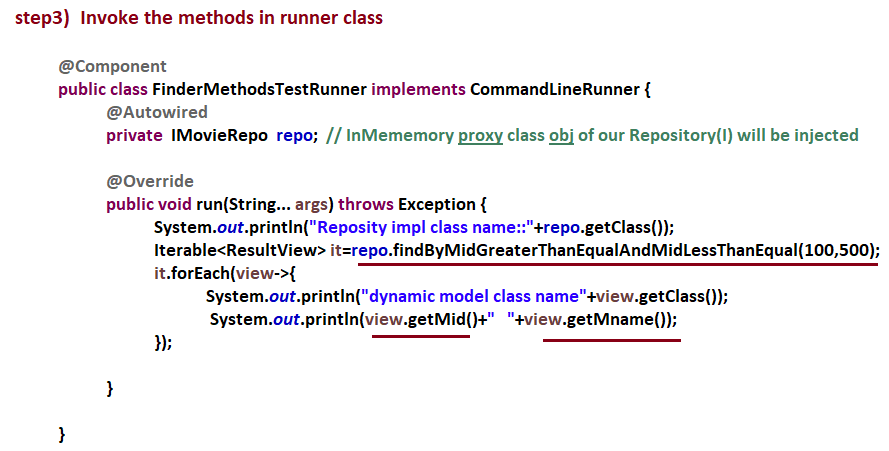 step3)  Invoke the methods in runner class
@Component
public class FinderMethodsTestRunner implements CommandLineRunner {
@Autowired
private  IMovieRepo  repo;  // InMememory proxy class obj of our Repository(I) will be injected
@Override
public void run(String... args) throws Exception {
System.out.println("Reposity impl class name::"+repo.getClass());
Iterable<ResultView> it=repo.findByMidGreaterThanEqualAndMidLessThanEqual(100,500);
it.forEach(view->{
System.out.println("dynamic model class name"+view.getClass());
System.out.println(view.getMid()+"  "+view.getMname());
});
}
}